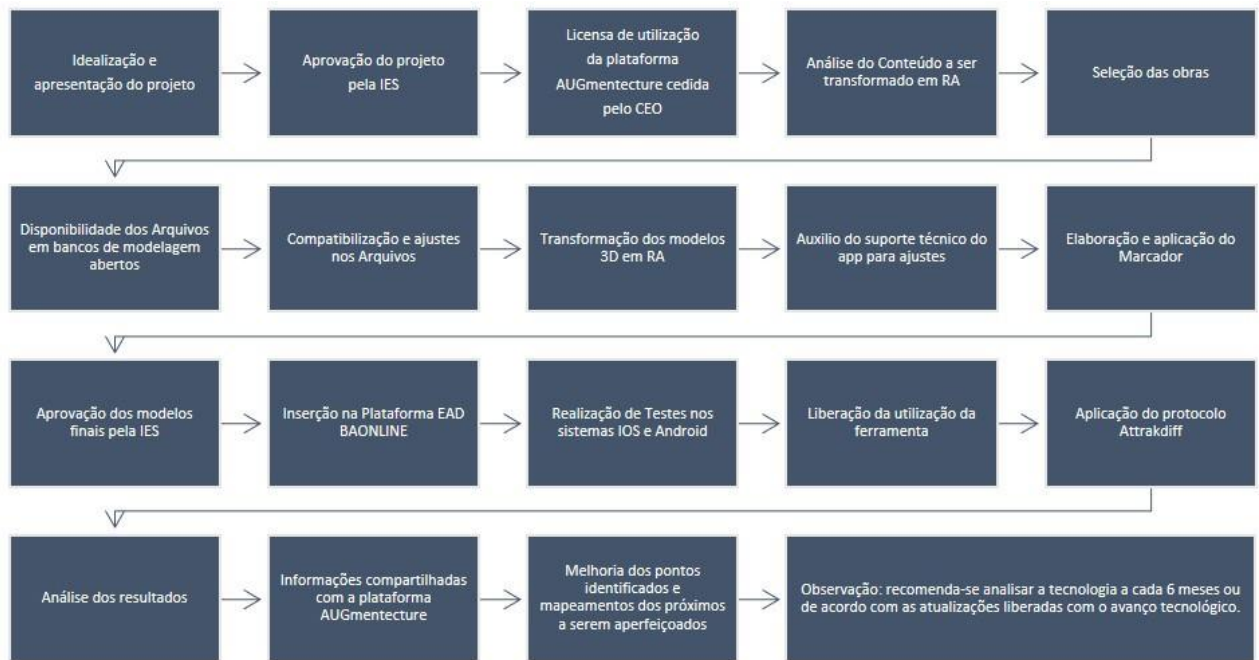 Idealização e
apresentação do projeto
Aprovação do projeto
pela IES
Licensa de utilização
da plataforma
AUGmentecture cedida
pelo CEO
Análise do Conteúdo a ser
transformado em RA
Seleção das obras
Disponibilidade dos Arquivos
em bancos de modelagem
abertos
Compatibilização e ajustes
nos Arquivos
Transformação dos modelos
3D em RA
Auxilio do suporte técnico do
app para ajustes
Elaboração e aplicação do
Marcador
Aprovação dos modelos
finais pela IES
Inserção na Plataforma EAD
BAONLINE
Realização de Testes nos
sistemas IOS e Android
Liberação da utilização da
ferramenta
Aplicação do protocolo
Attrakdiff
Análise dos resultados
Informações compartilhadas
com a plataforma
AUGmentecture
Melhoria dos pontos
identificados e
mapeamentos dos próximos
a serem aperfeiçoados
Observação: recomenda-se analisar a tecnologia a cada 6 meses ou
de acordo com as atualizações liberadas com o avanço tecnológico.